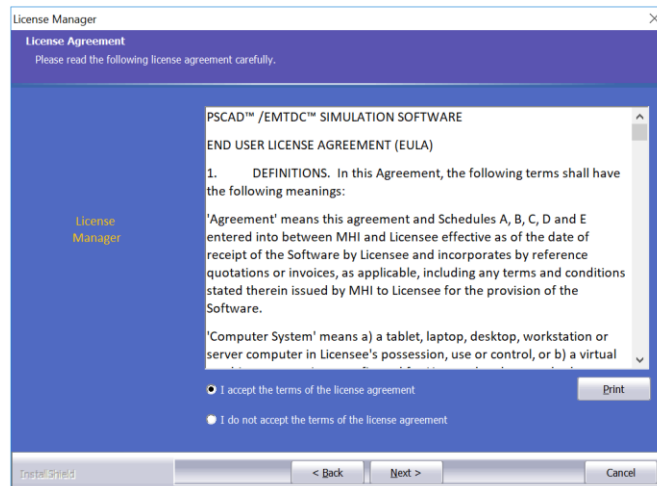 License Manager
License Agreement
Please read the following license agreement carefully.
License
Manager
PSCAD™ /EMTDC™ SIMULATION SOFTWARE
END USER LICENSE AGREEMENT (EULA)
1. DEFINITIONS. In this Agreement, the following terms shall have
the following meanings:
'Agreement' means this agreement and Schedules A, B, C, D and E
entered into between MHI and Licensee effective as of the date of
receipt of the Software by Licensee and incorporates by reference
quotations or invoices, as applicable, including any terms and conditions
stated therein issued by MHI to Licensee for the provision of the
Software.
'Computer System' means a) a tablet, laptop, desktop, workstation or
server computer in Licensee's possession, use or control, or b) a virtual
I accept the terms of the license agreement
Print
I do not accept the terms of the license agreement
InstallShield
< Back
Next >
Cancel